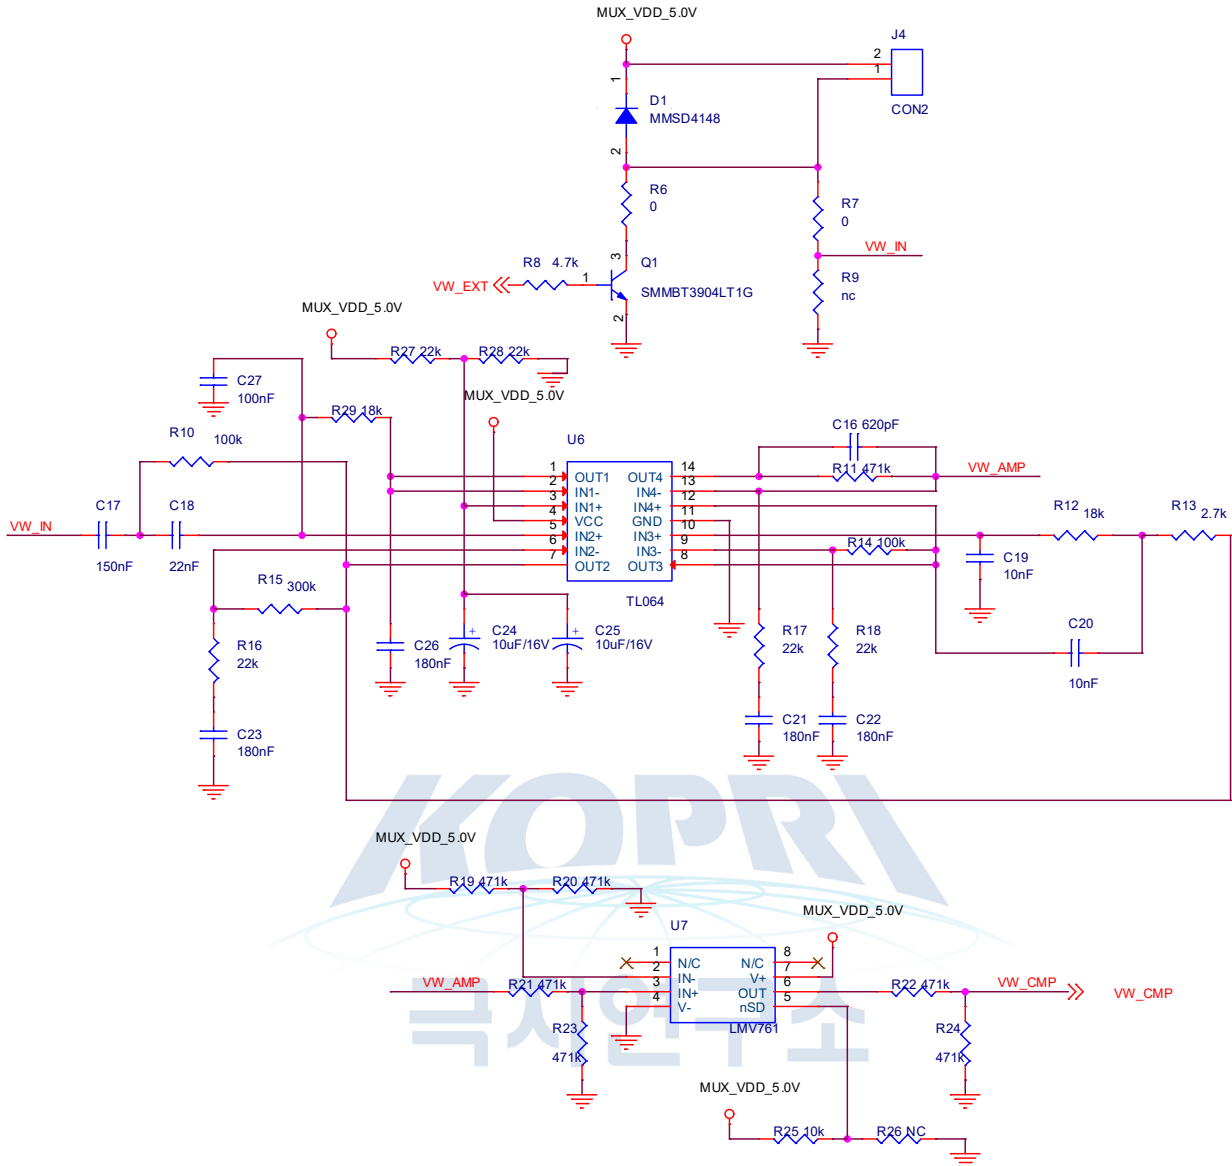 MUX_VDD_5.0V
J4
2
1
CON2
1
D1
MMSD4148
2
R6
0
R7
0
VW_IN
R8 4.7k
3
1
Q1
SMMBT3904LT1G
2
VW_EXT
R9
nc
MUX_VDD_5.0V
R27 22k
R28 22k
C27
100nF
MUX_VDD_5.0V
R29 18k
R10
100k
C16 620pF
U6
R11 471k
VW_AMP
1
2
3
4
5
6
7
OUT1
IN1-
IN1+
VCC
IN2+
IN2-
OUT2
OUT4
IN4-
IN4+
GND
IN3+
IN3-
OUT3
14
13
12
11
10
9
8
TL064
VW_IN
C17
150nF
C18
22nF
R12
18k
R13
2.7k
R14 100k
C19
10nF
R15
300k
R16
22k
C26
180nF
C24
10uF/16V
+
C25
10uF/16V
+
R17
22k
R18
22k
C20
10nF
C23
180nF
C21
180nF
C22
180nF
KOPRI
MUX_VDD_5.0V
R19 471k
R20 471k
MUX_VDD_5.0V
U7
1
2
3
4
N/C
IN-
IN+
V-
N/C
V+
OUT
nSD
8
7
6
5
LMV761
VW_AMP
R21 471k
R22 471k
VW_CMP
VW_CMP
R23
471k
R24
471k
극지연구소
MUX_VDD_5.0V
R25 10k
R26 NC